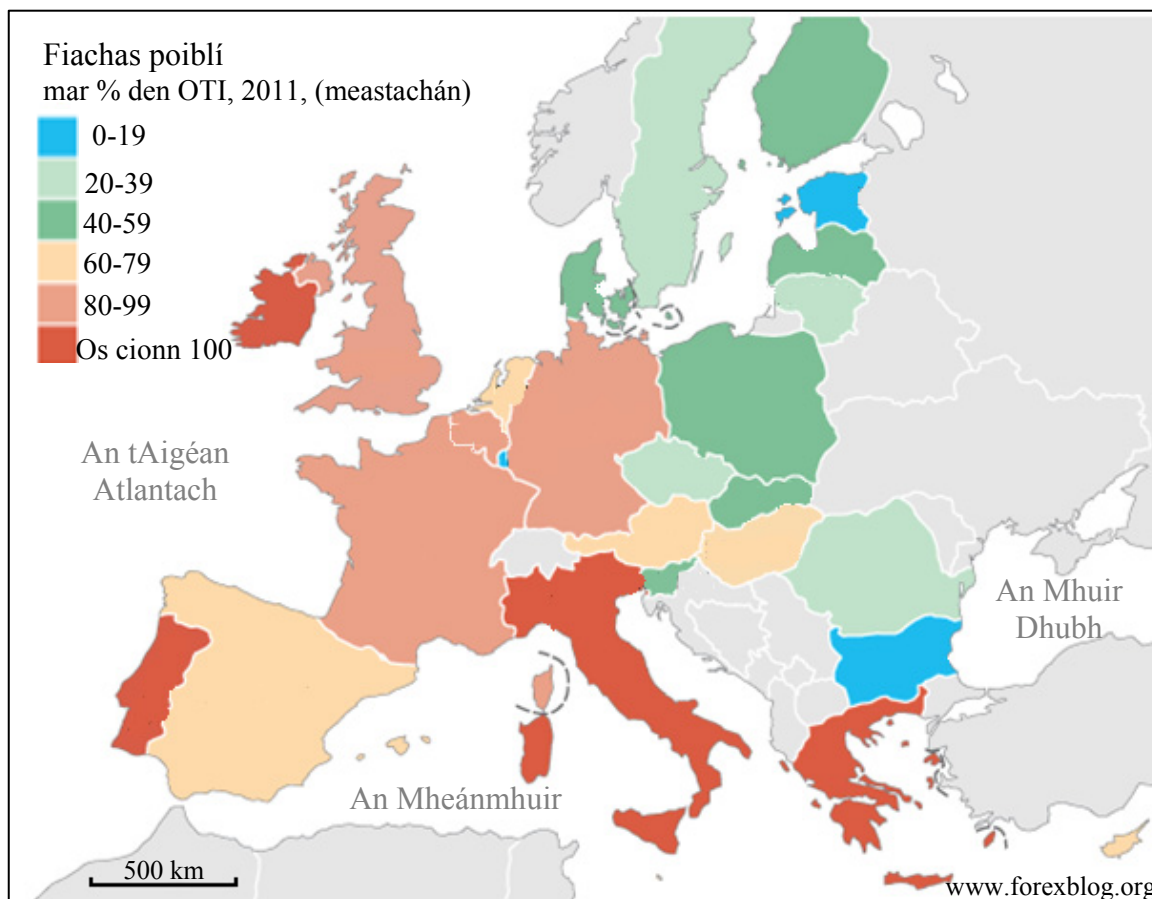 Fiachas poiblí
mar % den OTI, 2011, (meastachán)
0-19
20-39
40-59
60-79
80-99
Os cionn 100
An tAigéan
Atlantach
An Mhuir
Dhubh
An Mheánmhuir
500 km
www.forexblog.org